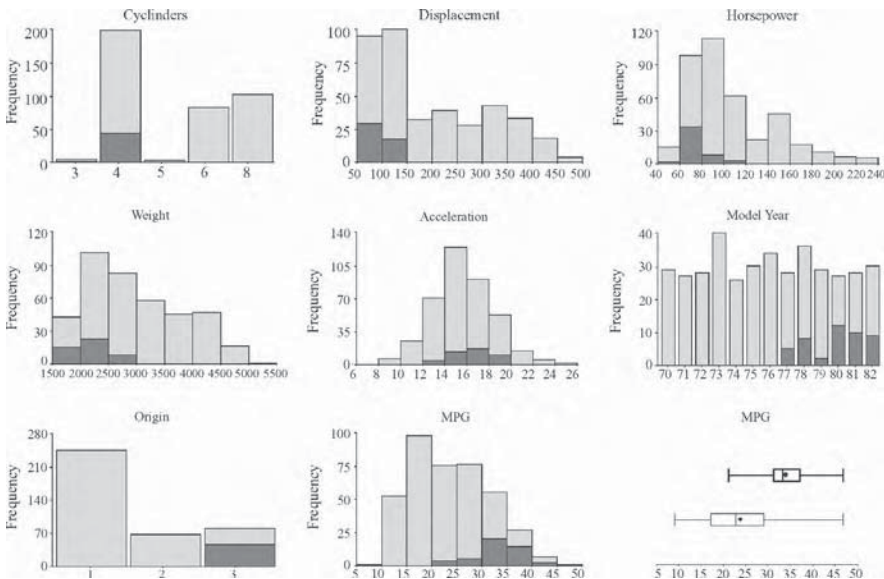 Cyclinders
Frequency
200
150
100
50
0
3 4 5 6 8
Displacement
Frequency
100
75
50
25
0
50 100 150 200 250 300 350 400 450 500
Horsepower
Frequency
120
90
60
30
0
40 60 80 100 120 140 160 180 200 220 240
Weight
Frequency
120
90
60
30
0
1500 2000 2500 3000 3500 4000 4500 5000 5500
Acceleration
Frequency
140
105
70
35
0
6 8 10 12 14 16 18 20 22 24 26
Model Year
Frequency
40
30
20
10
0
70 71 72 73 74 75 76 77 78 79 80 81 82
Origin
Frequency
280
210
140
70
0
1 2 3
MPG
Frequency
100
75
50
25
0
5 10 15 20 25 30 35 40 45 50
MPG
5 10 15 20 25 30 35 40 45 50